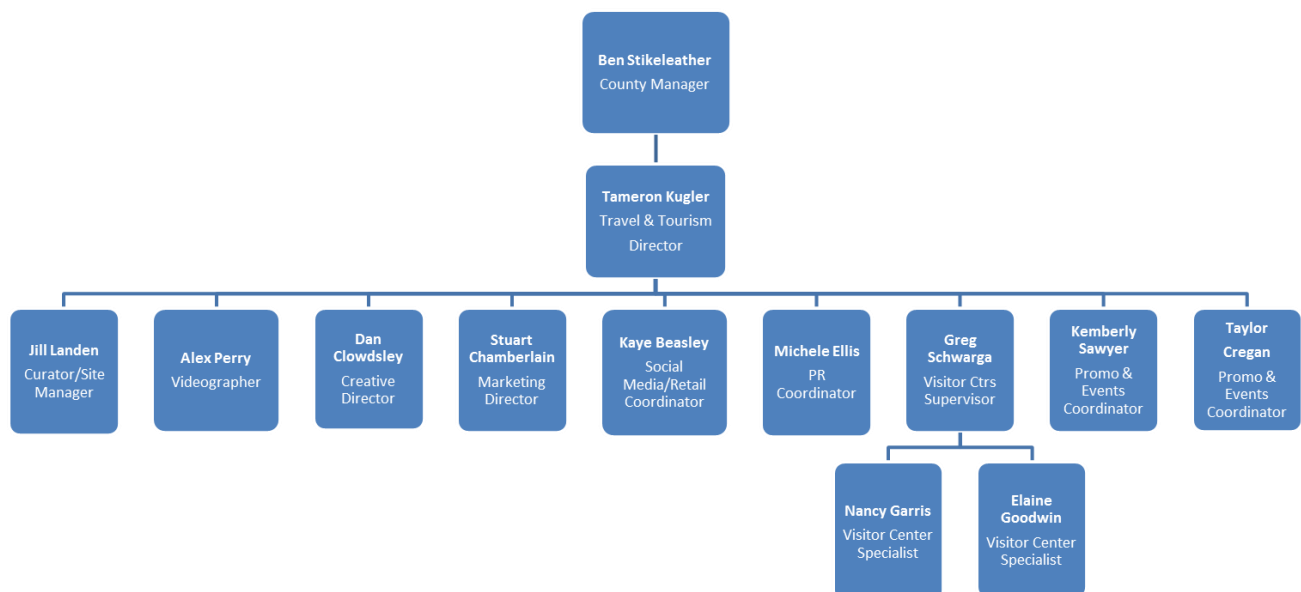 Ben Stikeleather
County Manager
Tameron Kugler
Travel & Tourism
Director
Jill Landen
Curator/Site
Manager
Alex Perry
Videographer
Dan
Clowdsley
Creative
Director
Stuart
Chamberlain
Marketing
Director
Kaye Beasley
Social
Media/Retail
Coordinator
Michele Ellis
PR
Coordinator
Greg
Schwarga
Visitor Ctrs
Supervisor
Kemberly
Sawyer
Promo &
Events
Coordinator
Taylor
Cregan
Promo &
Events
Coordinator
Nancy Garris
Visitor Center
Specialist
Elaine
Goodwin
Visitor Center
Specialist